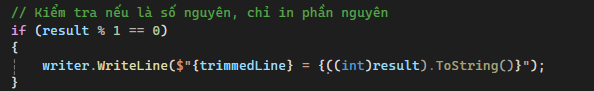 // Kiểm tra nếu là số nguyên, chỉ in phần nguyên
if (result % 1 == 0)
{
writer.WriteLine($"{trimmedLine} = {((int)result).ToString()}");
}